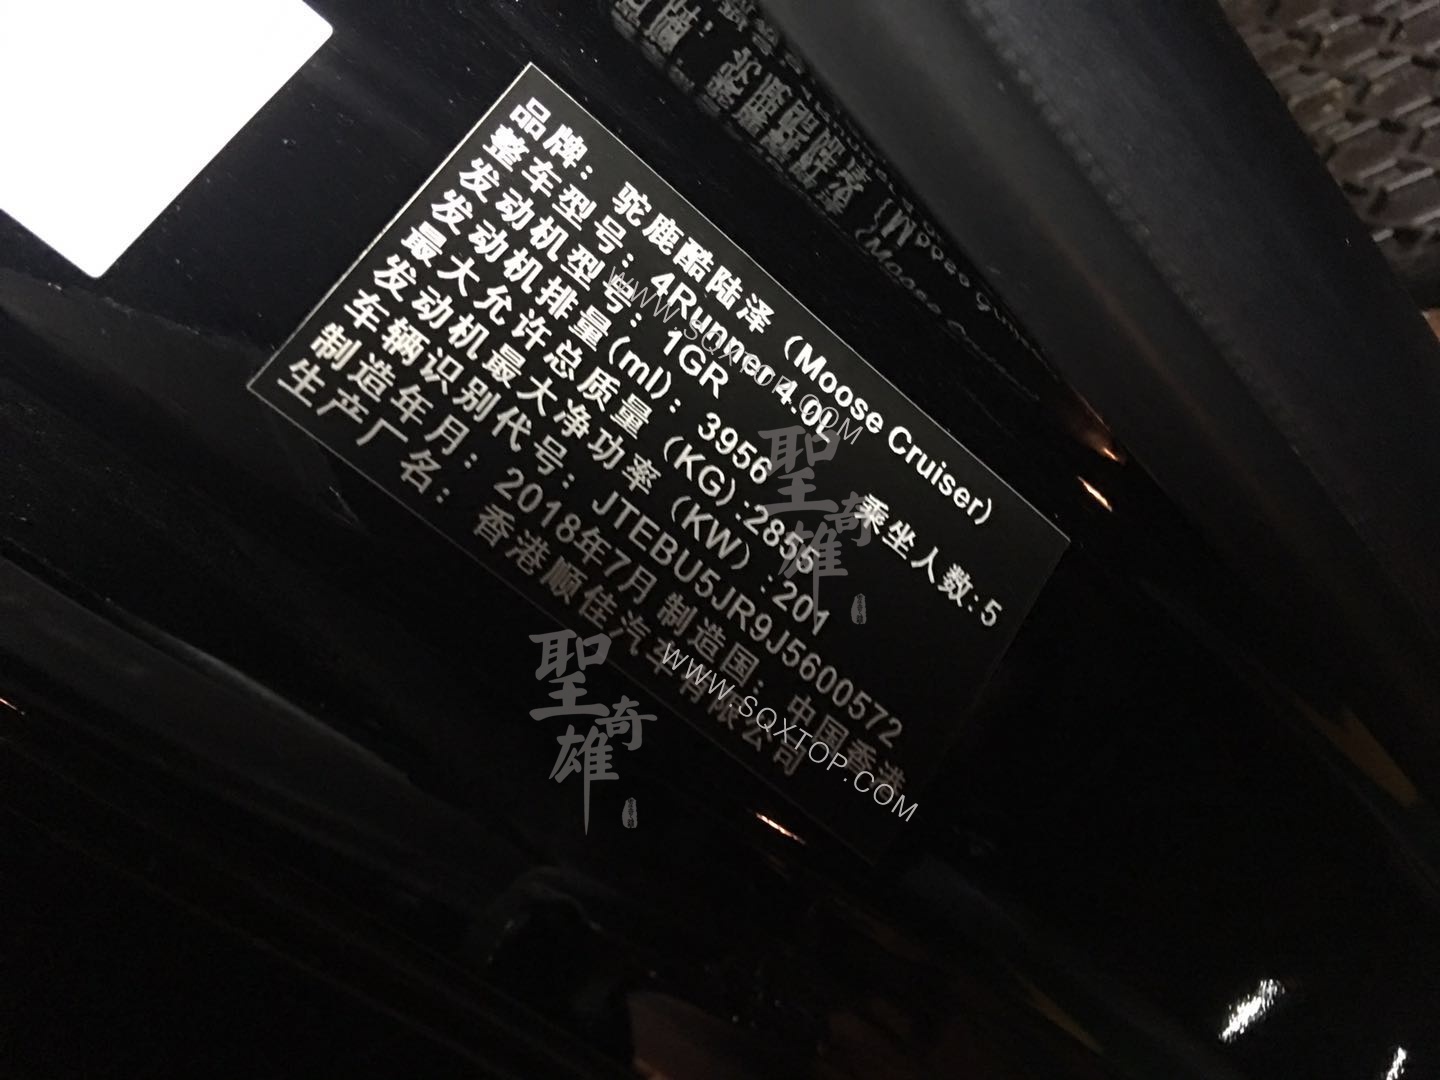 品牌：驼鹿酷陆泽（Moose Cruiser）
整车型号：4Runner 4.0L 乘坐人数:5
发动机型号：1GR
发动机排量(ml)：3956
最大允许总质量(KG):2855
发动机最大净功率(KW):201
车辆识别代号：JTEBU5JR9J5600572
制造年月：2018年7月 制造国：中国香港
生产厂名：香港顺佳汽车有限公司
WWW.SQXTOP.COM
聖奇雄
聖奇雄
WWW.SQXTOP.COM